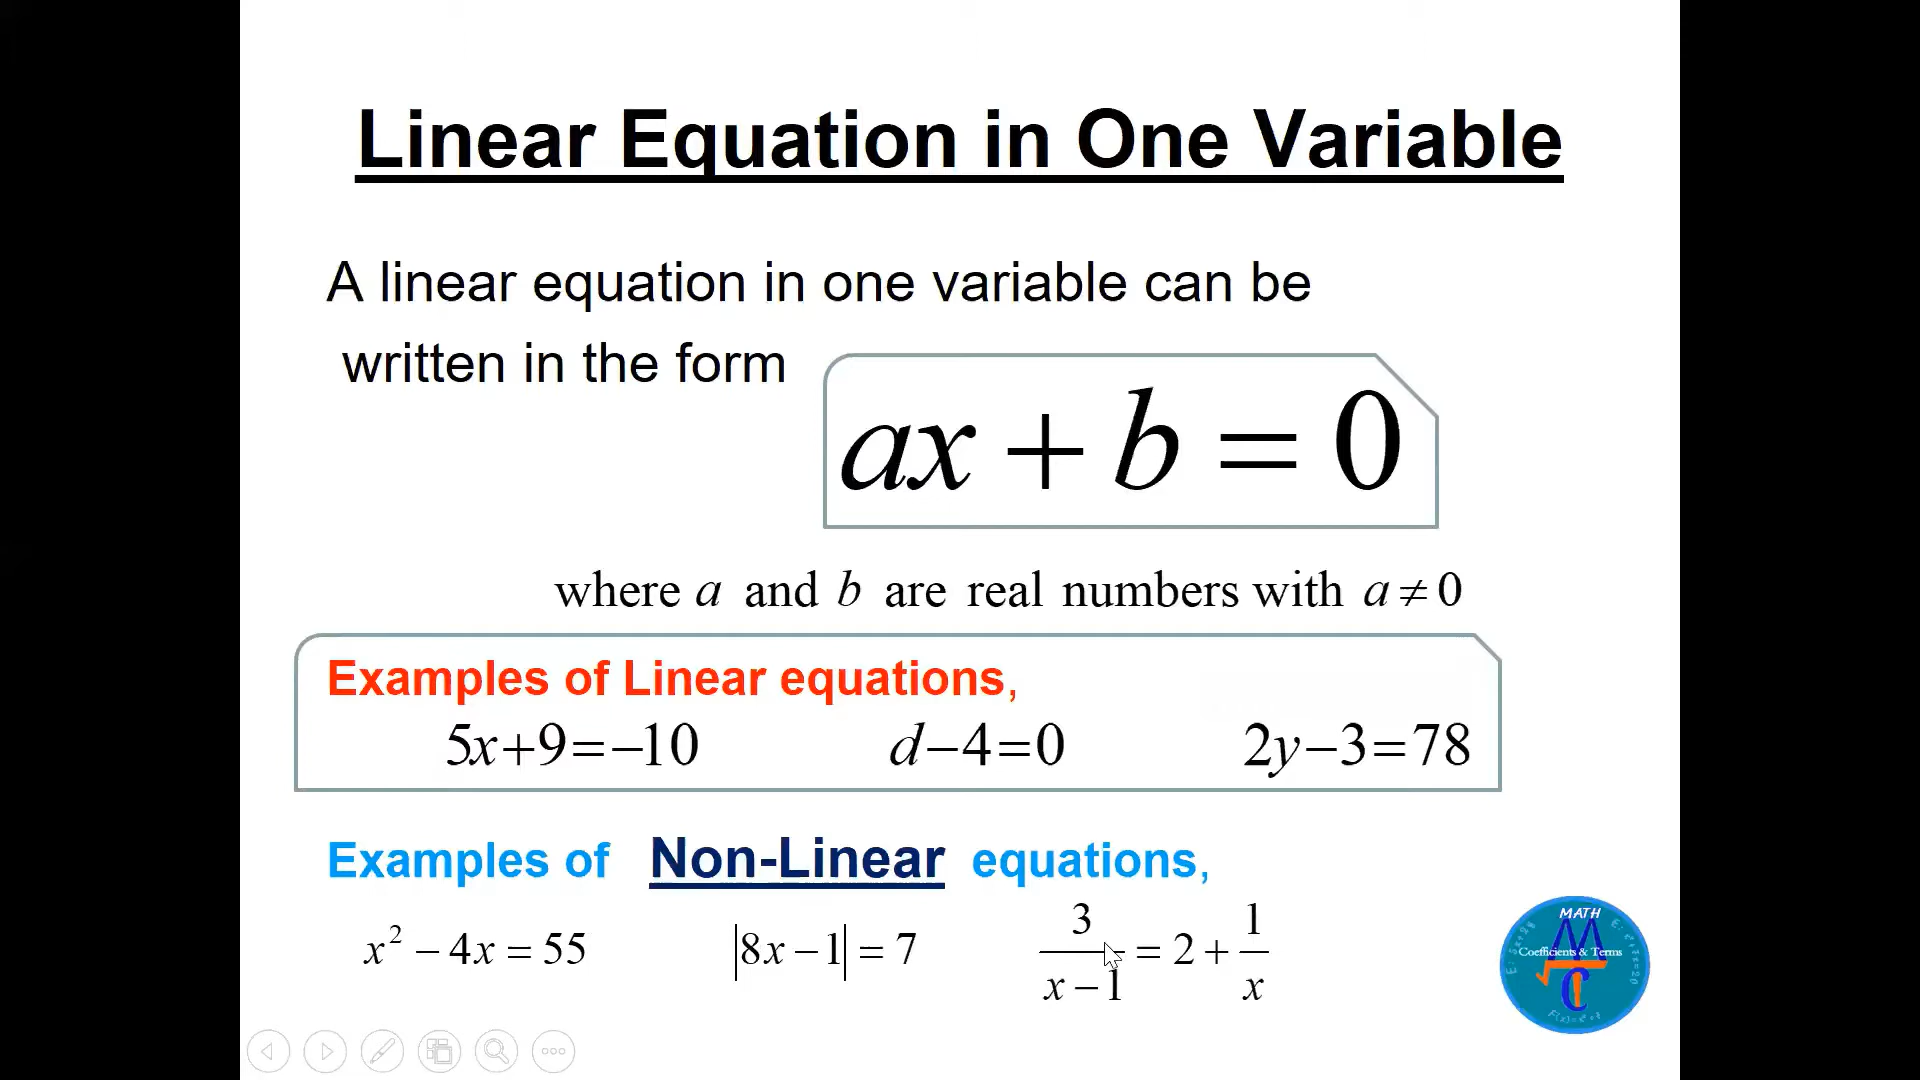 Linear Equation in One Variable
A linear equation in one variable can be
written in the form
ax + b = 0
where a and b are real numbers with a ≠ 0
Examples of Linear equations,
5x+9=−10 d−4=0 2y−3=78
Examples of Non-Linear equations,
x² − 4x = 55 |8x − 1| = 7 3/(x − 1) = 2 + 1/x
MATH
Coefficients & Terms